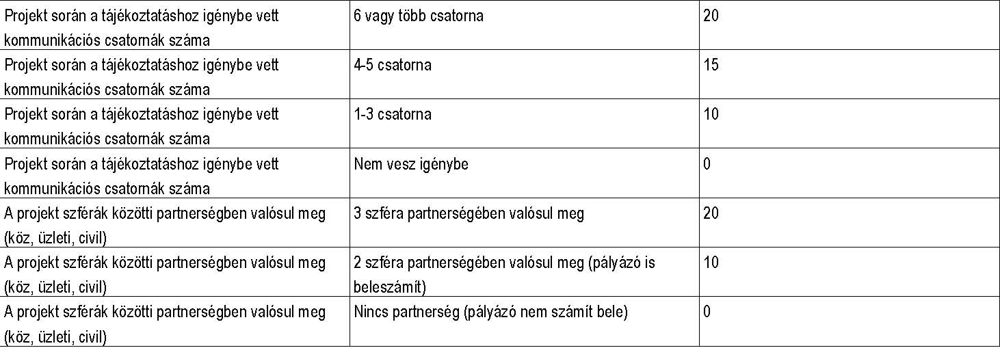 Projekt során a tájékoztatáshoz igénybe vett kommunikációs csatornák száma 6 vagy több csatorna 20
Projekt során a tájékoztatáshoz igénybe vett kommunikációs csatornák száma 4-5 csatorna 15
Projekt során a tájékoztatáshoz igénybe vett kommunikációs csatornák száma 1-3 csatorna 10
Projekt során a tájékoztatáshoz igénybe vett kommunikációs csatornák száma Nem vesz igénybe 0
A projekt szférák közötti partnerségben valósul meg (köz, üzleti, civil) 3 szféra partnerségében valósul meg 20
A projekt szférák közötti partnerségben valósul meg (köz, üzleti, civil) 2 szféra partnerségében valósul meg (pályázó is beleszámít) 10
A projekt szférák közötti partnerségben valósul meg (köz, üzleti, civil) Nincs partnerség (pályázó nem számít bele) 0